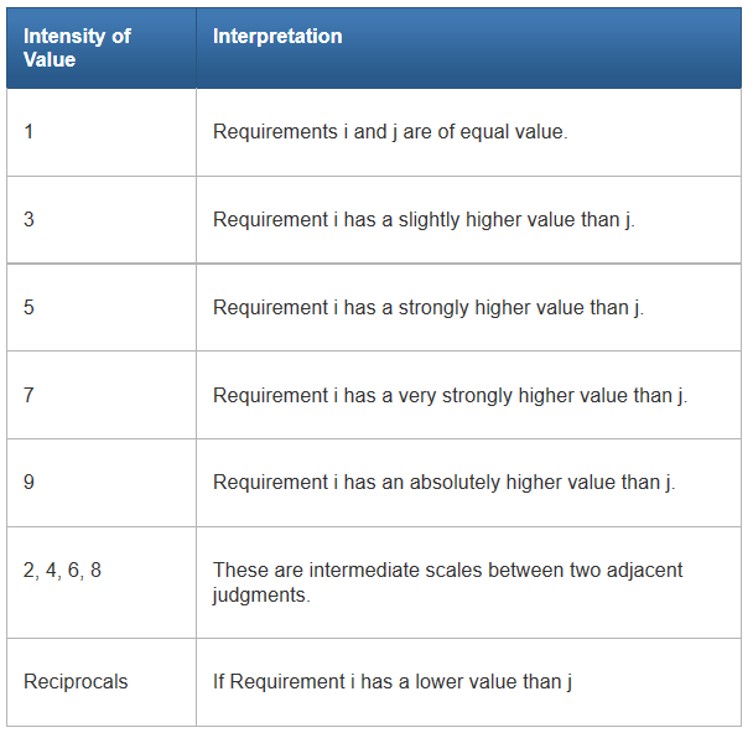 Intensity of
Value
Interpretation
1
Requirements i and j are of equal value.
3
Requirement i has a slightly higher value than j.
5
Requirement i has a strongly higher value than j.
7
Requirement i has a very strongly higher value than j.
9
Requirement i has an absolutely higher value than j.
2, 4, 6, 8
These are intermediate scales between two adjacent
judgments.
Reciprocals
If Requirement i has a lower value than j